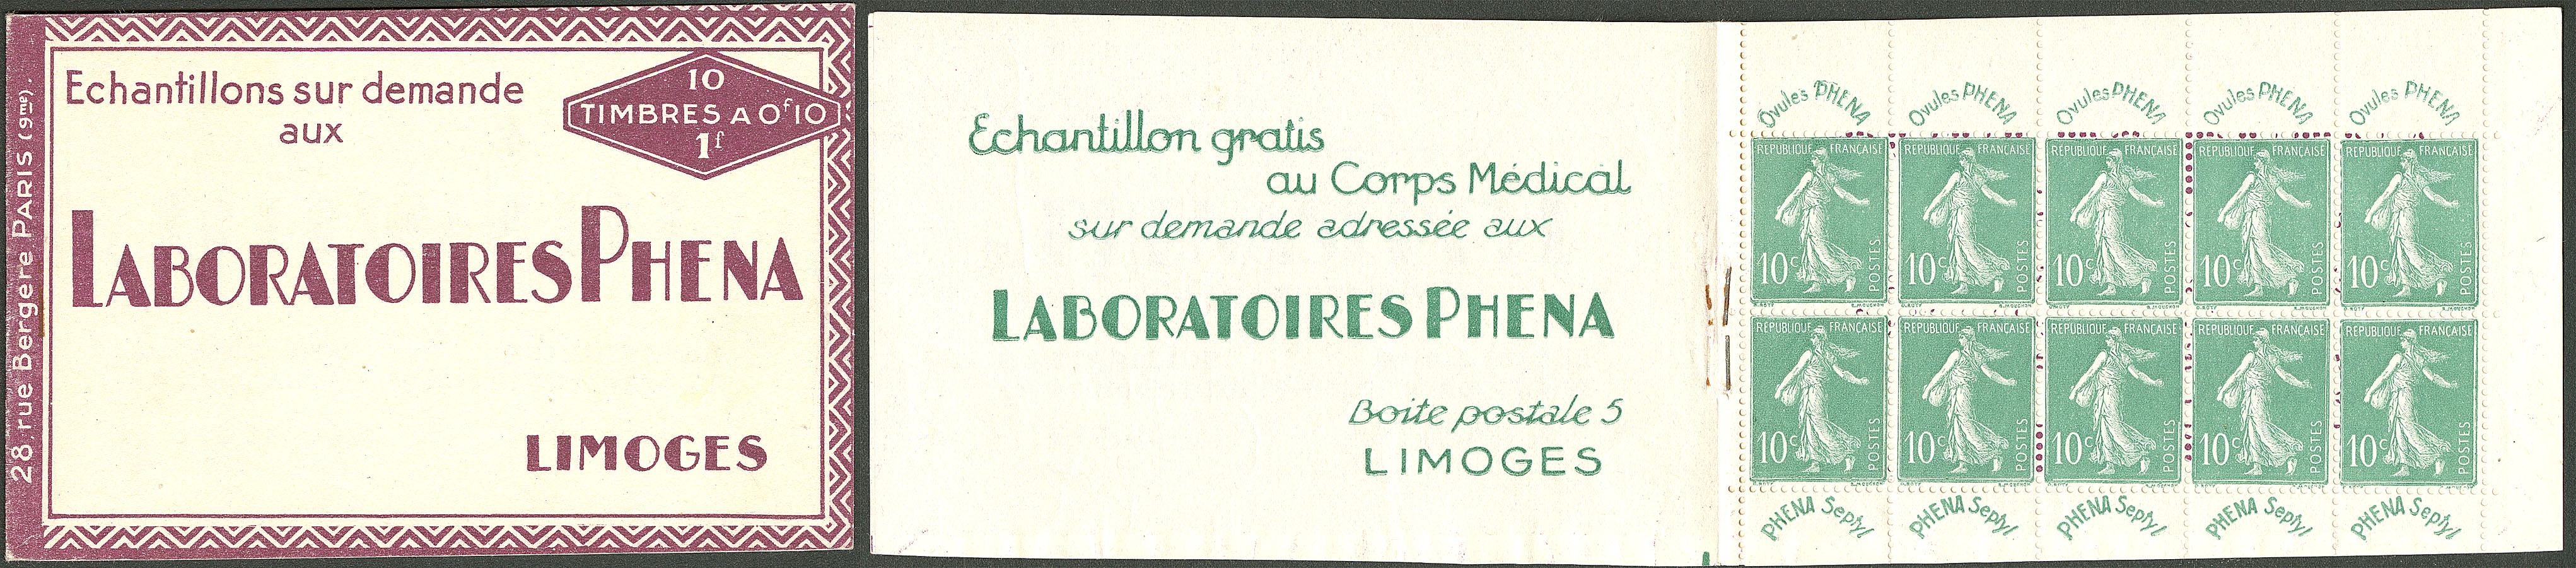 28, rue Bergère PARIS (9me).
Echantillons sur demande
aux
10
TIMBRES A 0f10
1f
LABORATOIRES PHENA
LIMOGES
Echantillon gratis
au Corps Médical
sur demande adressée aux
LABORATOIRES PHENA
Boite postale 5
LIMOGES
Ovules PHENA Ovules PHENA Ovules PHENA Ovules PHENA Ovules PHENA
REPUBLIQUE FRANÇAISE REPUBLIQUE FRANÇAISE REPUBLIQUE FRANÇAISE REPUBLIQUE FRANÇAISE REPUBLIQUE FRANÇAISE
10c POSTES 10c POSTES 10c POSTES 10c POSTES 10c POSTES
REPUBLIQUE FRANÇAISE REPUBLIQUE FRANÇAISE REPUBLIQUE FRANÇAISE REPUBLIQUE FRANÇAISE REPUBLIQUE FRANÇAISE
10c POSTES 10c POSTES 10c POSTES 10c POSTES 10c POSTES
PHENA Septyl PHENA Septyl PHENA Septyl PHENA Septyl PHENA Septyl